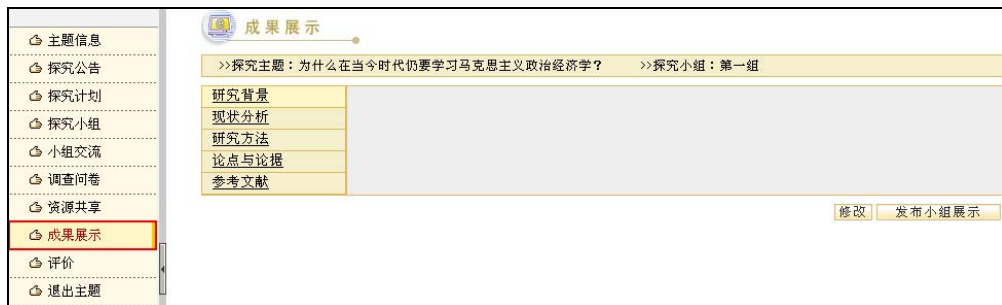 主题信息
探究公告
探究计划
探究小组
小组交流
调查问卷
资源共享
成果展示
评价
退出主题
成果展示
>>探究主题：为什么在当今时代仍要学习马克思主义政治经济学？ >>探究小组：第一组
研究背景
现状分析
研究方法
论点与论据
参考文献
修改 发布小组展示